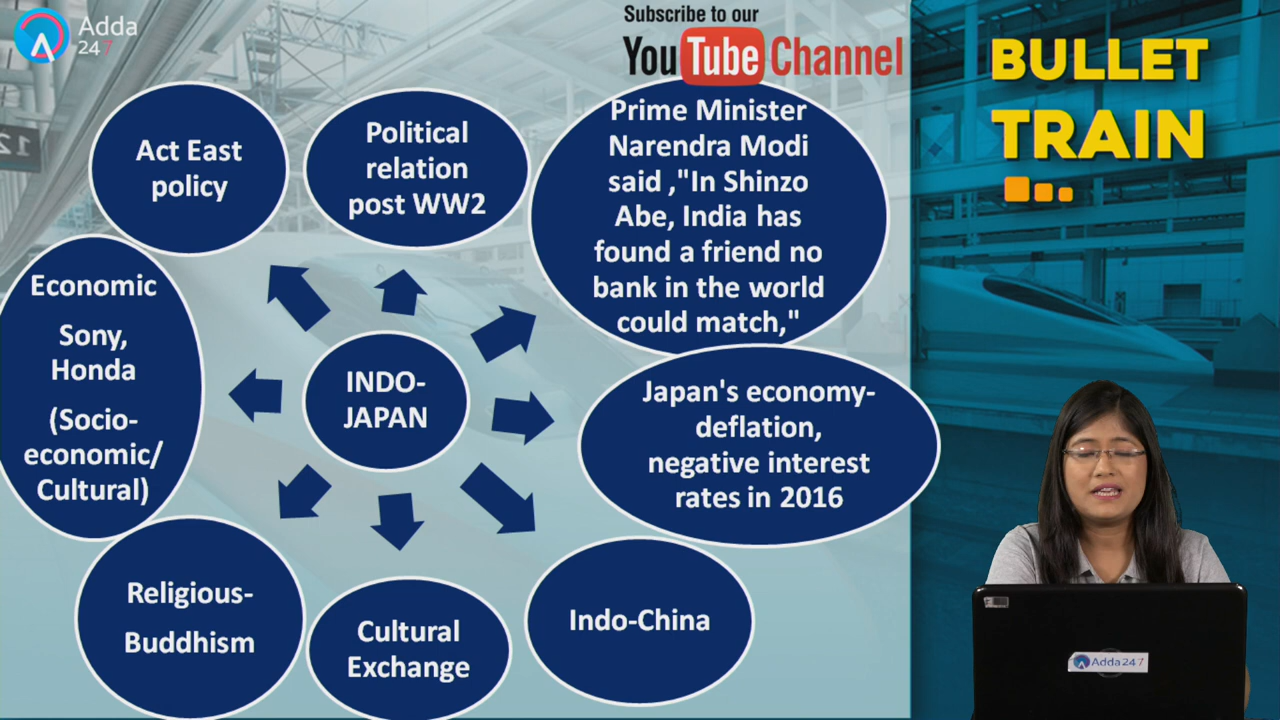 Adda
247
Subscribe to our
YouTube Channel
BULLET
TRAIN
Act East
policy
Political
relation
post WW2
Prime Minister
Narendra Modi
said ,"In Shinzo
Abe, India has
found a friend no
bank in the world
could match,"
Economic
Sony,
Honda
(Socio-
economic/
Cultural)
INDO-
JAPAN
Japan's economy-
deflation,
negative interest
rates in 2016
Religious-
Buddhism
Cultural
Exchange
Indo-China
Adda247
12